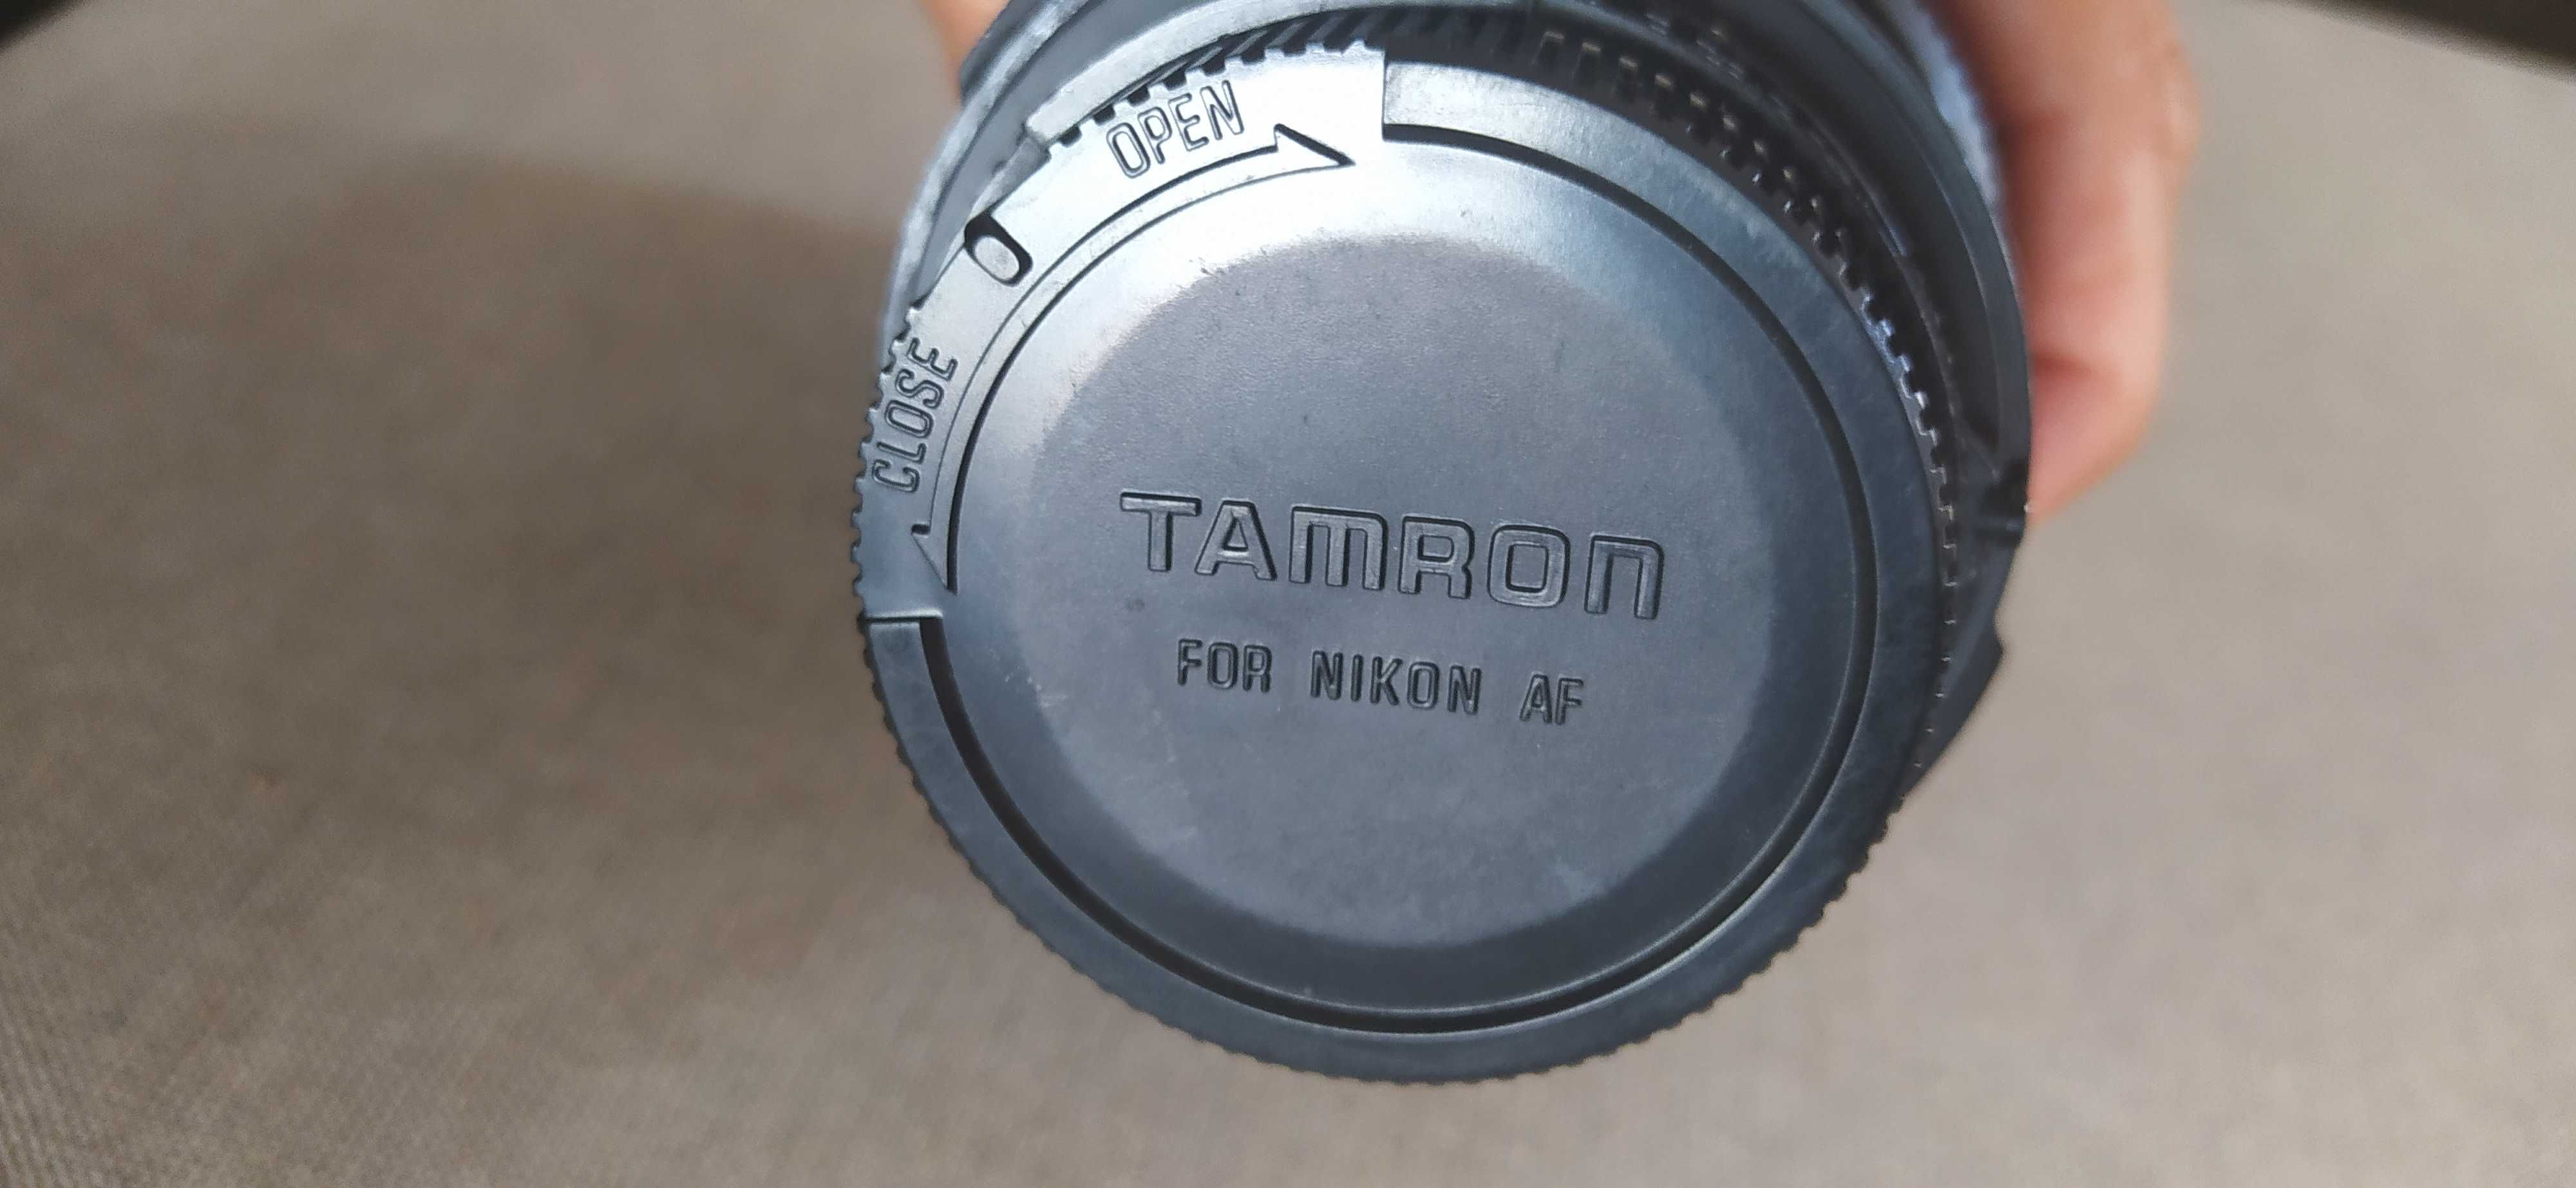 OPEN
CLOSE
TAMRON
FOR NIKON AF